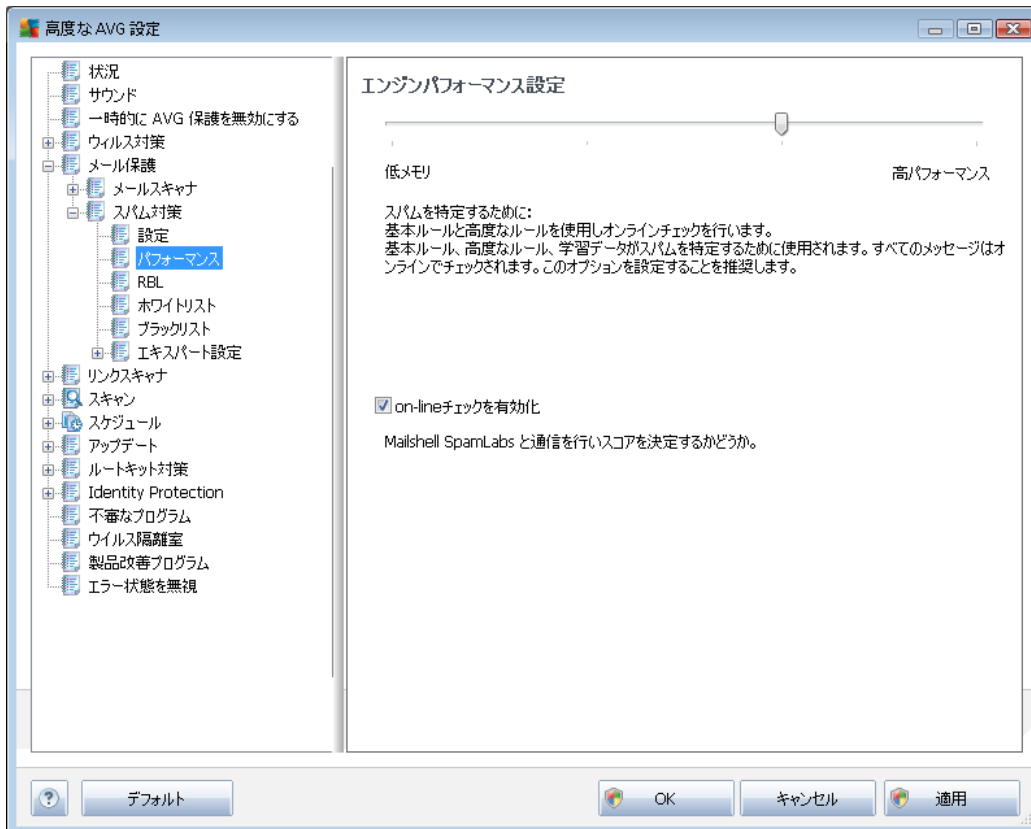 高度な AVG 設定
状況
サウンド
一時的に AVG 保護を無効にする
ウィルス対策
メール保護
メールスキャナ
スパム対策
設定
パフォーマンス
RBL
ホワイトリスト
ブラックリスト
エキスパート設定
リンクスキャナ
スキャン
スケジュール
アップデート
ルートキット対策
Identity Protection
不審なプログラム
ウイルス隔離室
製品改善プログラム
エラー状態を無視
エンジンパフォーマンス設定
低メモリ
高パフォーマンス
スパムを特定するために:
基本ルールと高度なルールを使用しオンラインチェックを行います。
基本ルール、高度なルール、学習データがスパムを特定するために使用されます。すべてのメッセージはオ
ンラインでチェックされます。このオプションを設定することを推奨します。
on-lineチェックを有効化
Mailshell SpamLabs と通信を行いスコアを決定するかどうか。
?
デフォルト
OK
キャンセル
適用